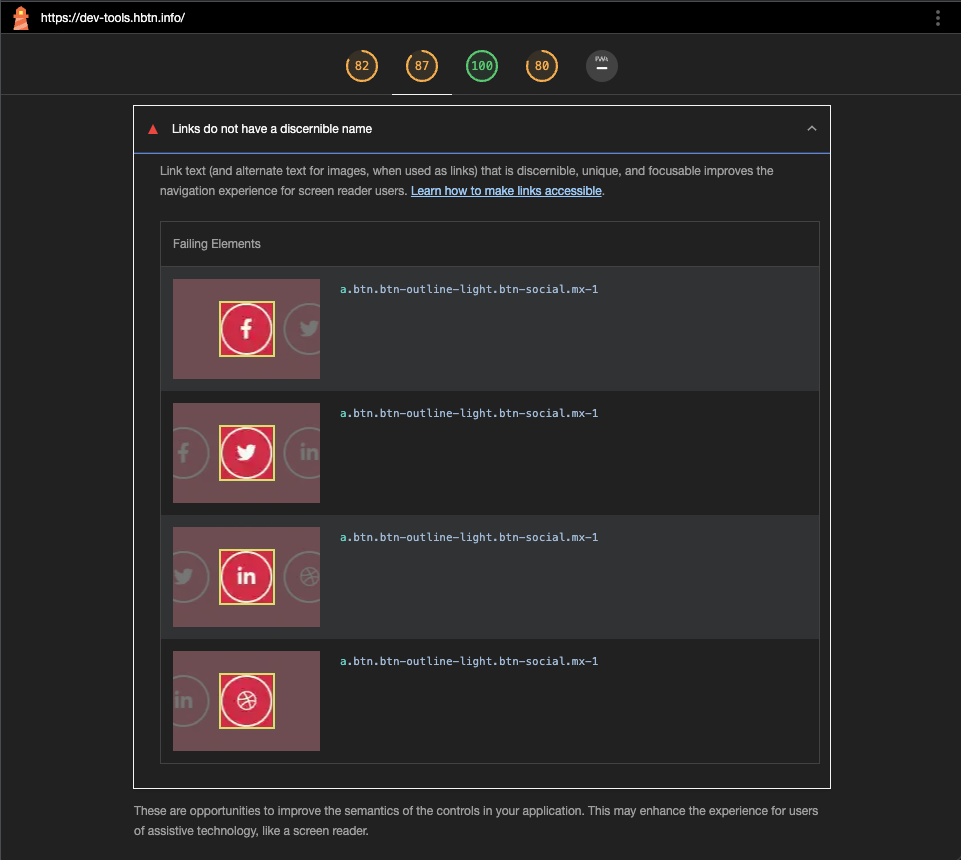 https://dev-tools.hbtn.info/
82 87 100 80 PWA
Links do not have a discernible name
Link text (and alternate text for images, when used as links) that is discernible, unique, and focusable improves the
navigation experience for screen reader users. Learn how to make links accessible.
Failing Elements
a.btn.btn-outline-light.btn-social.mx-1
f
a.btn.btn-outline-light.btn-social.mx-1
f in
a.btn.btn-outline-light.btn-social.mx-1
in
a.btn.btn-outline-light.btn-social.mx-1
in
These are opportunities to improve the semantics of the controls in your application. This may enhance the experience for users
of assistive technology, like a screen reader.